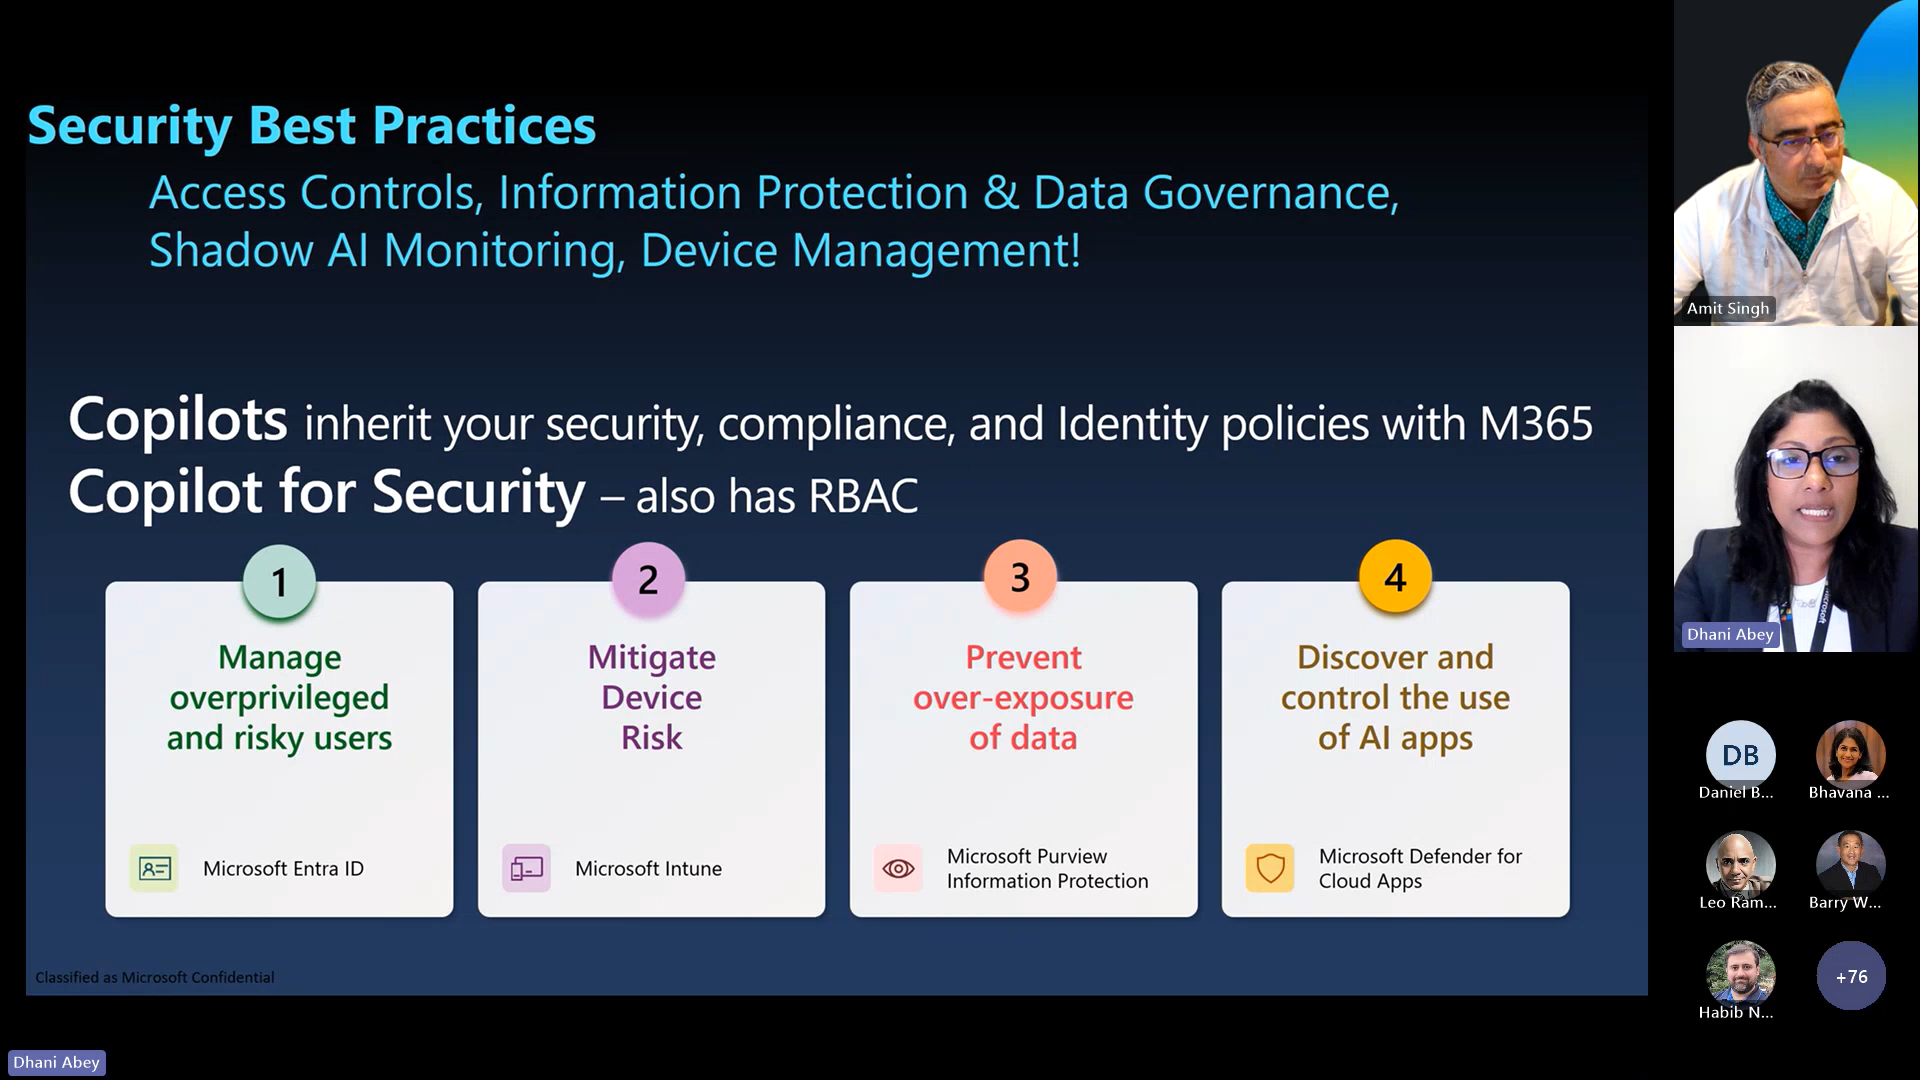 Security Best Practices
Access Controls, Information Protection & Data Governance,
Shadow AI Monitoring, Device Management!
Copilots inherit your security, compliance, and Identity policies with M365
Copilot for Security – also has RBAC
1
Manage
overprivileged
and risky users
Microsoft Entra ID
2
Mitigate
Device
Risk
Microsoft Intune
3
Prevent
over-exposure
of data
Microsoft Purview
Information Protection
4
Discover and
control the use
of AI apps
Microsoft Defender for
Cloud Apps
Classified as Microsoft Confidential
Dhani Abey
Amit Singh
Microsoft
Dhani Abey
DB
Daniel B...
Bhavana ...
Leo Ram...
Barry W...
Habib N...
+76